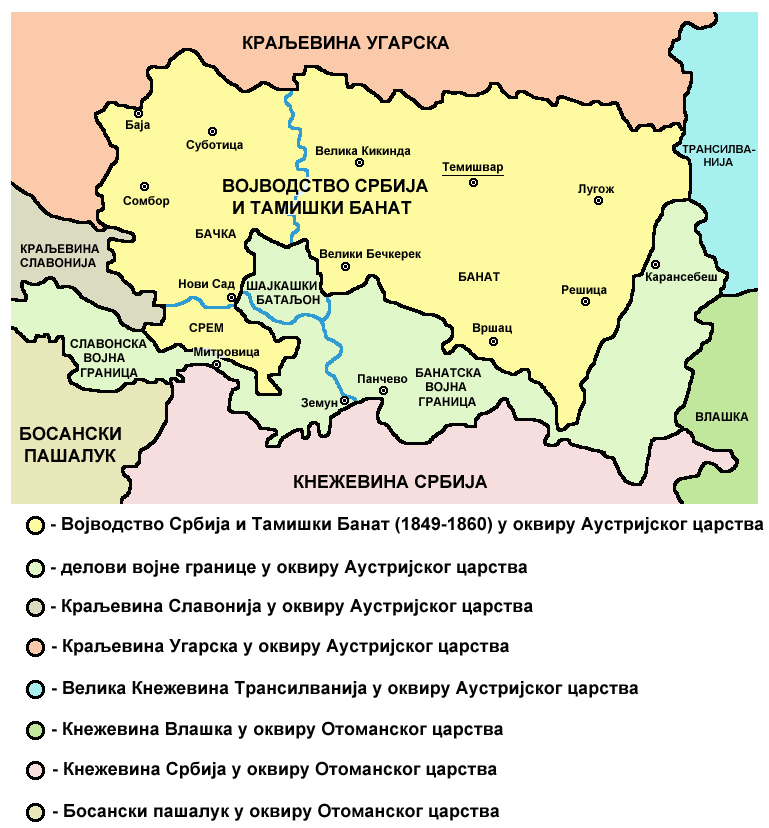 КРАЉЕВИНА УГАРСКА
Баја
Суботица
Велика Кикинда
Темишвар
ТРАНСИЛВА-
НИЈА
Сомбор
ВОЈВОДСТВО СРБИЈА
И ТАМИШКИ БАНАТ
Лугож
БАЧКА
КРАЉЕВИНА
СЛАВОНИЈА
Велики Бечкерек
БАНАТ
Карансебеш
Нови Сад
ШАЈКАШКИ
БАТАЉОН
Решица
СРЕМ
Вршац
СЛАВОНСКА
ВОЈНА
ГРАНИЦА
Митровица
Панчево
БАНАТСКА
ВОЈНА
ГРАНИЦА
Земун
ВЛАШКА
БОСАНСКИ
ПАШАЛУК
КНЕЖЕВИНА СРБИЈА
- Војводство Србија и Тамишки Банат (1849-1860) у оквиру Аустријског царства
- делови војне границе у оквиру Аустријског царства
- Краљевина Славонија у оквиру Аустријског царства
- Краљевина Угарска у оквиру Аустријског царства
- Велика Кнежевина Трансилванија у оквиру Аустријског царства
- Кнежевина Влашка у оквиру Отоманског царства
- Кнежевина Србија у оквиру Отоманског царства
- Босански пашалук у оквиру Отоманског царства